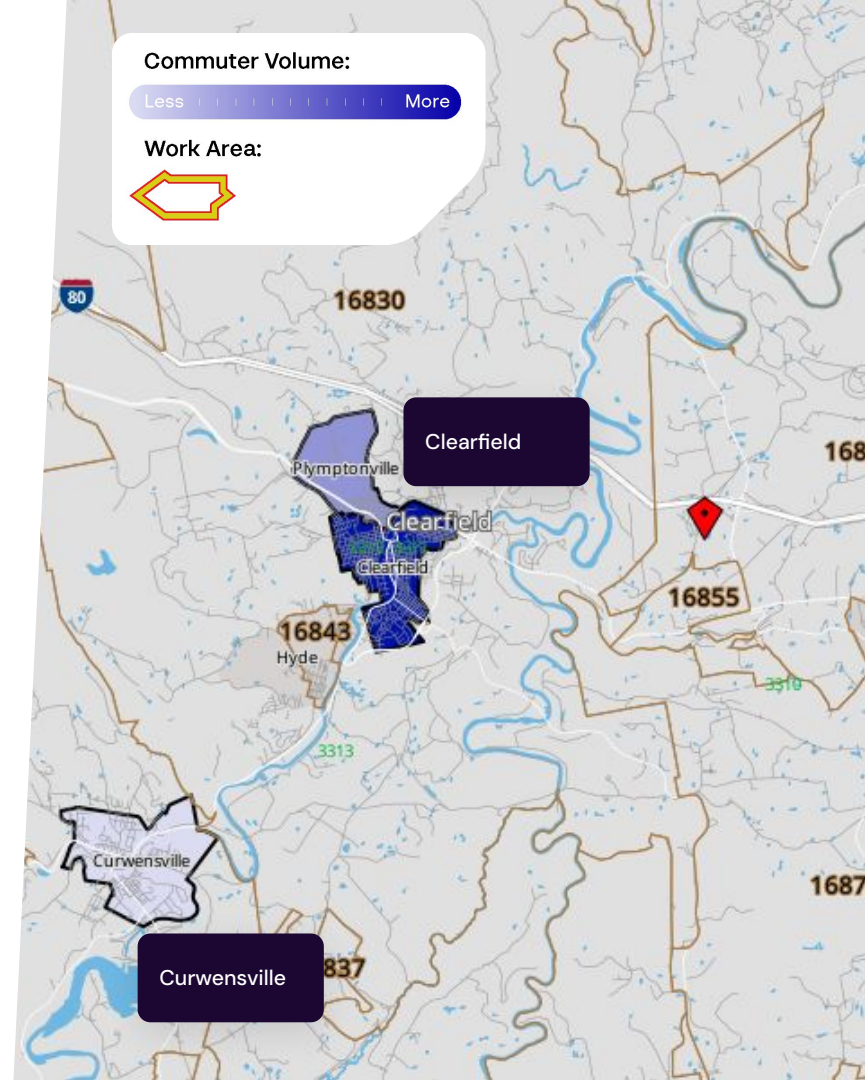 Commuter Volume:
Less
More
Work Area:
80
16830
Clearfield
168
Plymptonville
Clearfield
Clearfield
16855
16843
Hyde
3310
3313
Curwensville
1687
837
Curwensville